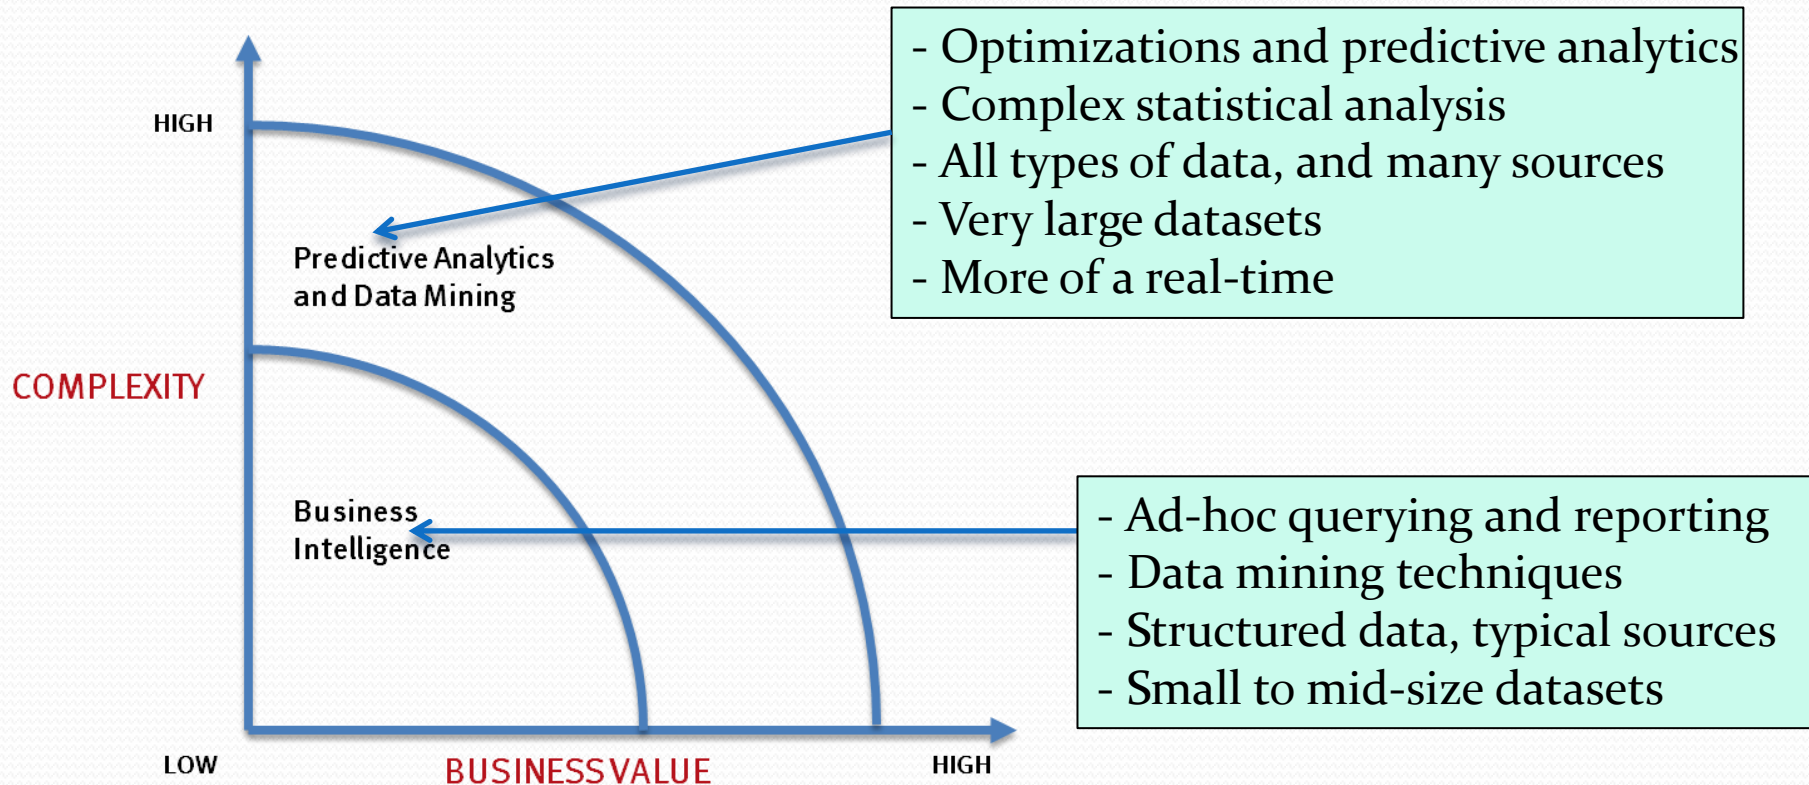 - Optimizations and predictive analytics
- Complex statistical analysis
- All types of data, and many sources
- Very large datasets
- More of a real-time
HIGH
Predictive Analytics
and Data Mining
COMPLEXITY
Business
Intelligence
- Ad-hoc querying and reporting
- Data mining techniques
- Structured data, typical sources
- Small to mid-size datasets
LOW
BUSINESS VALUE
HIGH